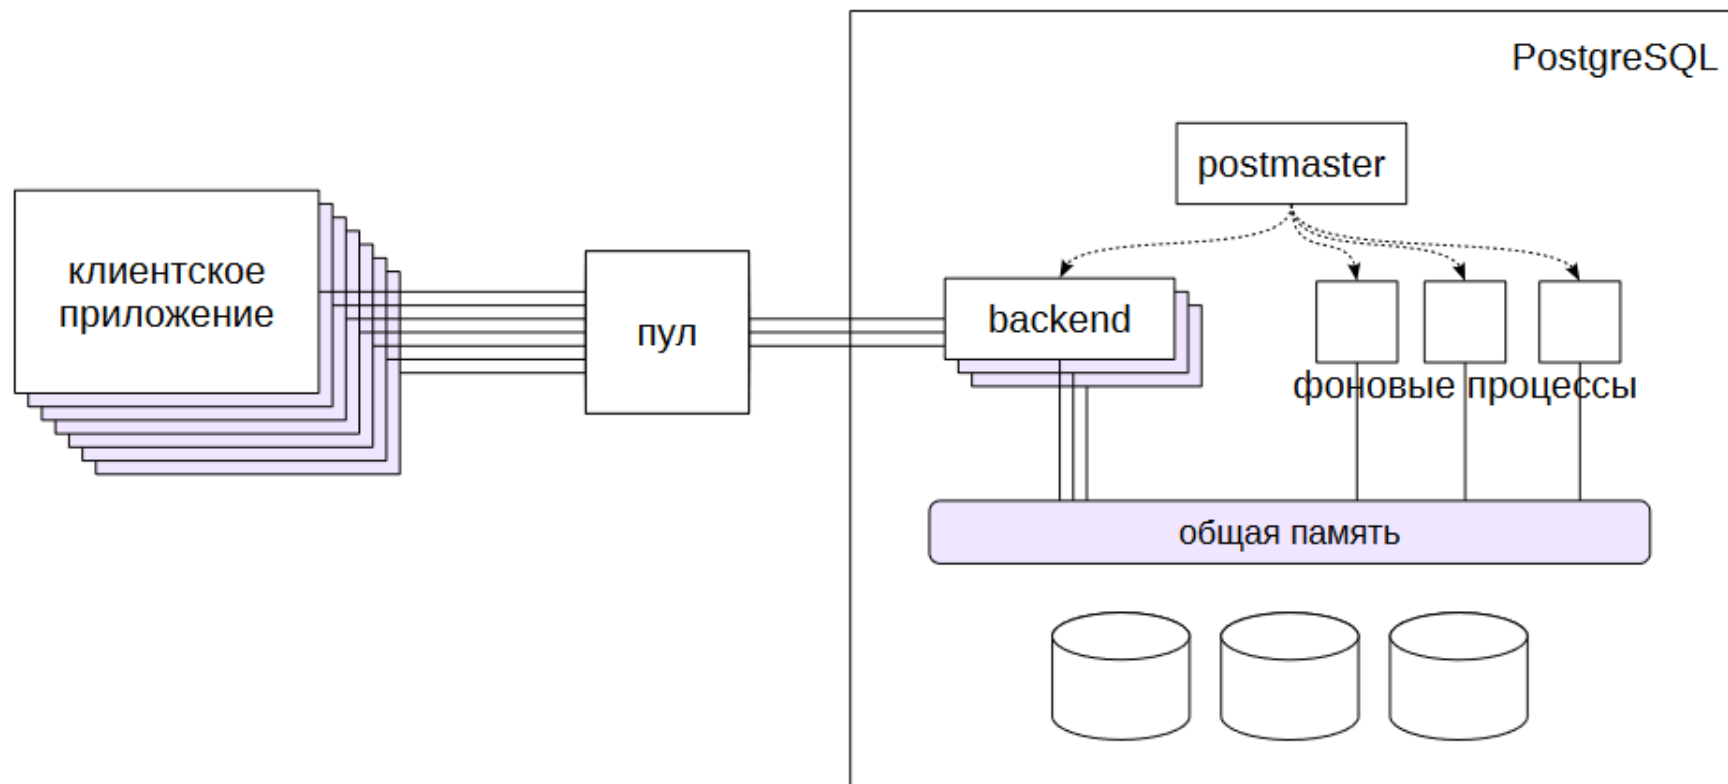 PostgreSQL
postmaster
клиентское
приложение
пул
backend
фоновые процессы
общая память